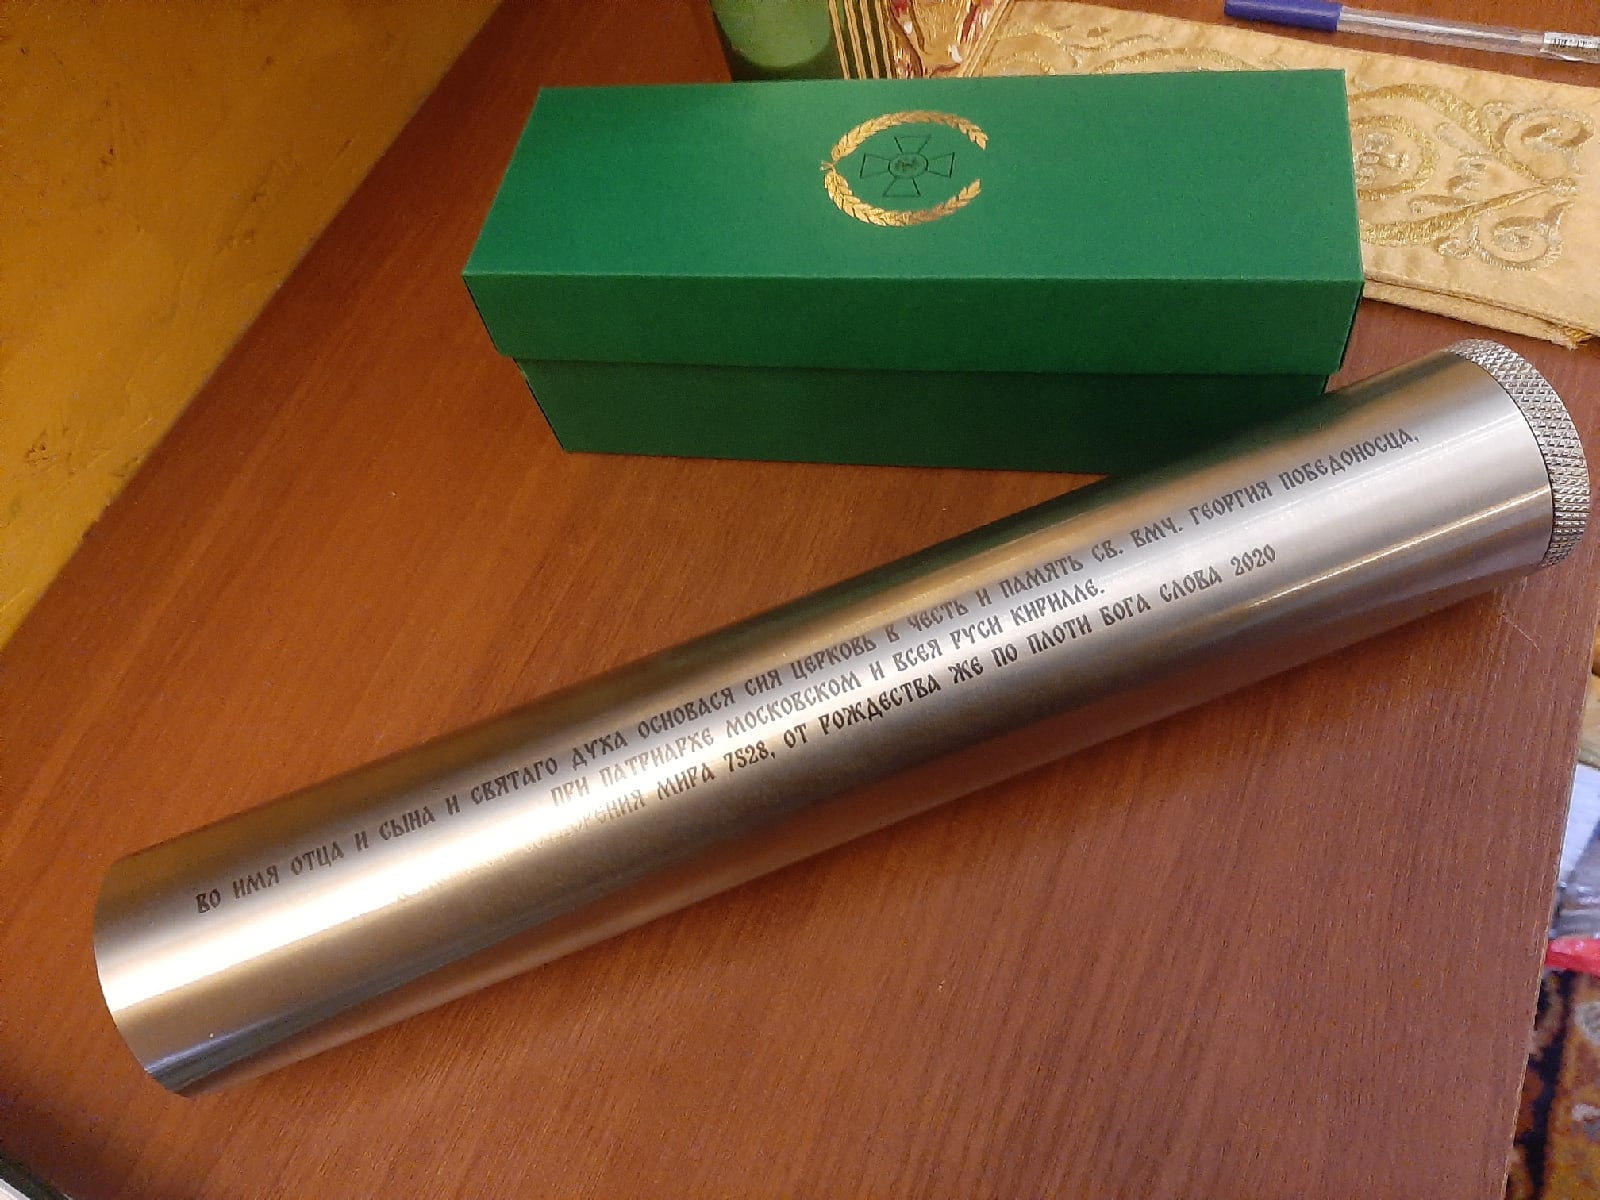 ВО ИМЯ ОТЦА И СЫНА И СВЯТАГО ДУХА ОСНОВАСЯ СИЯ ЦЕРКОВЬ В ЧЕСТЬ И ПАМЯТЬ СВ. ВМЧ. ГЕОРГИЯ ПОБЕДОНОСЦА,
ПРИ ПАТРИАРХЕ МОСКОВСКОМ И ВСЕЯ РУСИ КИРИЛЛЕ.
МИРА 7528, ОТ РОЖДЕСТВА ЖЕ ПО ПЛОТИ БОГА СЛОВА 2020